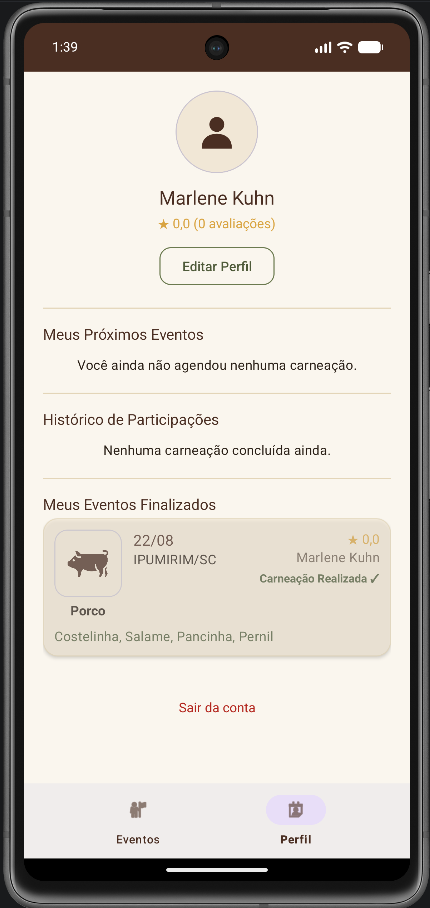 1:39
Marlene Kuhn
★ 0,0 (0 avaliações)
Editar Perfil
Meus Próximos Eventos
Você ainda não agendou nenhuma carneação.
Histórico de Participações
Nenhuma carneação concluída ainda.
Meus Eventos Finalizados
22/08
★ 0,0
IPUMIRIM/SC
Marlene Kuhn
Carneação Realizada ✓
Porco
Costelinha, Salame, Pancinha, Pernil
Sair da conta
Eventos
Perfil